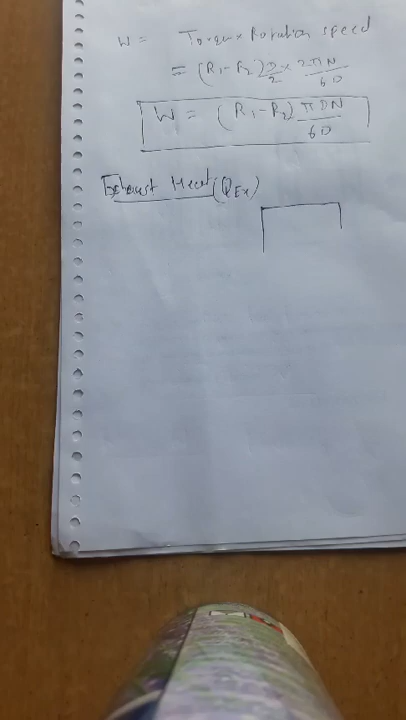 W = Torque x Rotation speed
= (R1-R2) D/2 x 2πN/60
W = (R1-R2) πDN/60
Exhaust Heat (QEx)